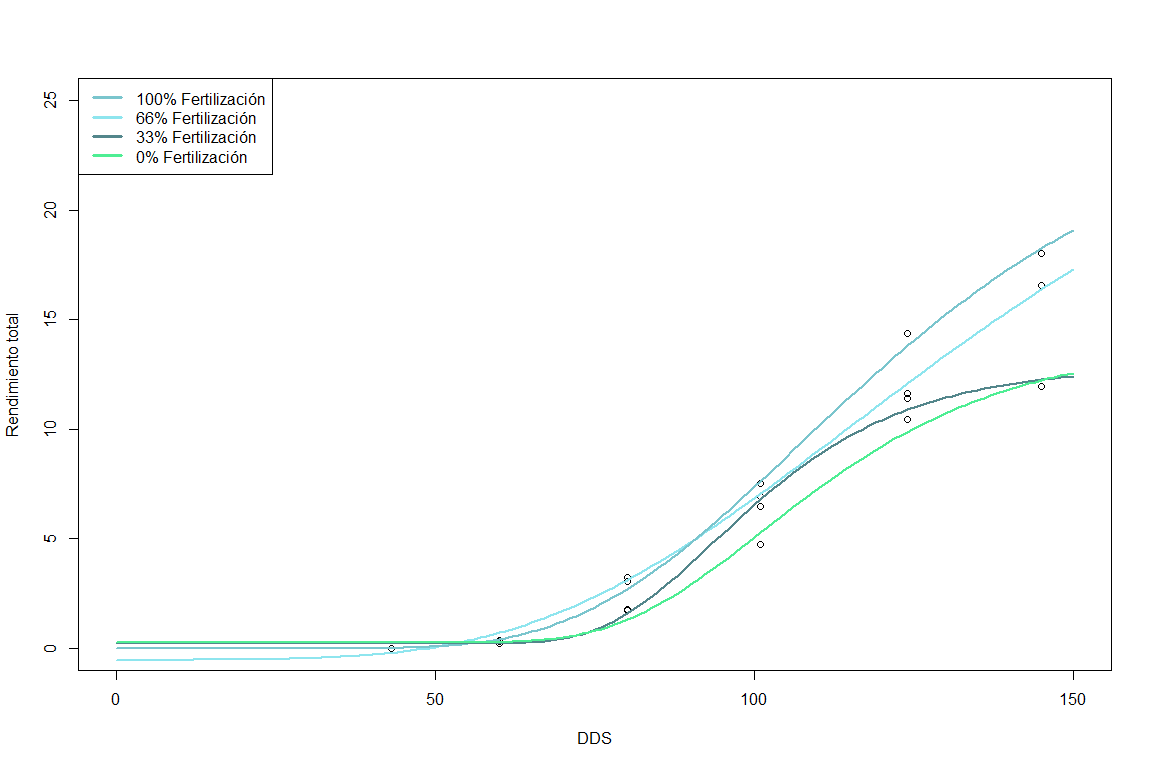 100% Fertilización
66% Fertilización
33% Fertilización
0% Fertilización
Rendimiento total
25
20
15
10
5
0
0 50 100 150
DDS